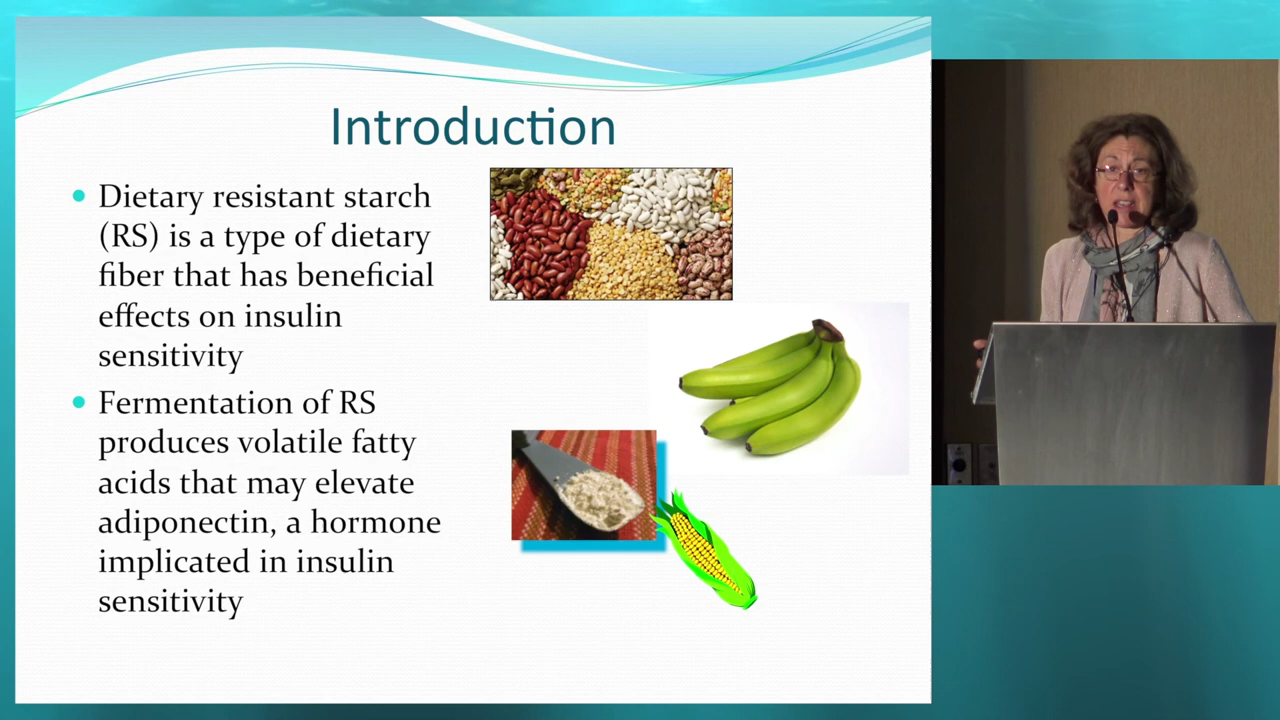 Introduction
Dietary resistant starch
(RS) is a type of dietary
fiber that has beneficial
effects on insulin
sensitivity
Fermentation of RS
produces volatile fatty
acids that may elevate
adiponectin, a hormone
implicated in insulin
sensitivity